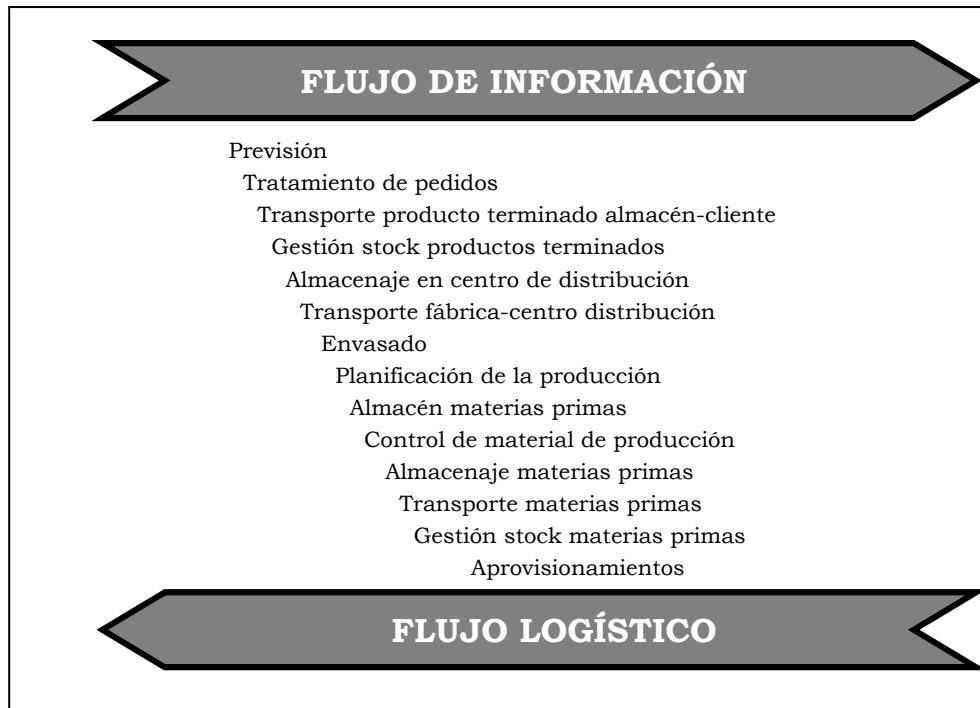 FLUJO DE INFORMACIÓN
Previsión
Tratamiento de pedidos
Transporte producto terminado almacén-cliente
Gestión stock productos terminados
Almacenaje en centro de distribución
Transporte fábrica-centro distribución
Envasado
Planificación de la producción
Almacén materias primas
Control de material de producción
Almacenaje materias primas
Transporte materias primas
Gestión stock materias primas
Aprovisionamientos
FLUJO LOGÍSTICO